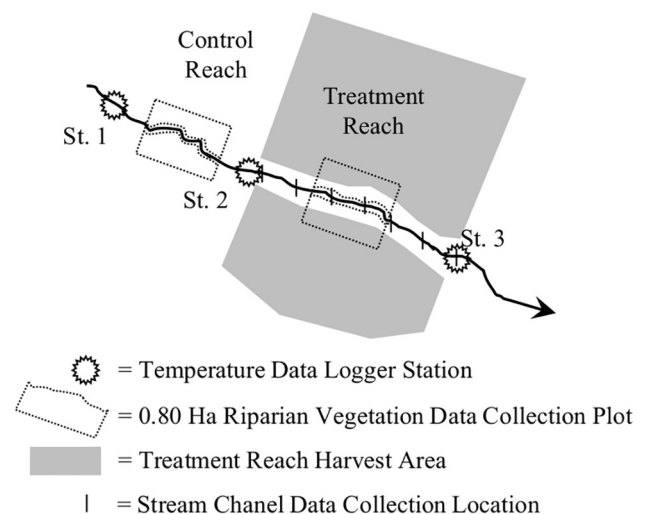 Control
Reach
Treatment
Reach
St. 1
St. 2
St. 3
= Temperature Data Logger Station
= 0.80 Ha Riparian Vegetation Data Collection Plot
= Treatment Reach Harvest Area
= Stream Chanel Data Collection Location